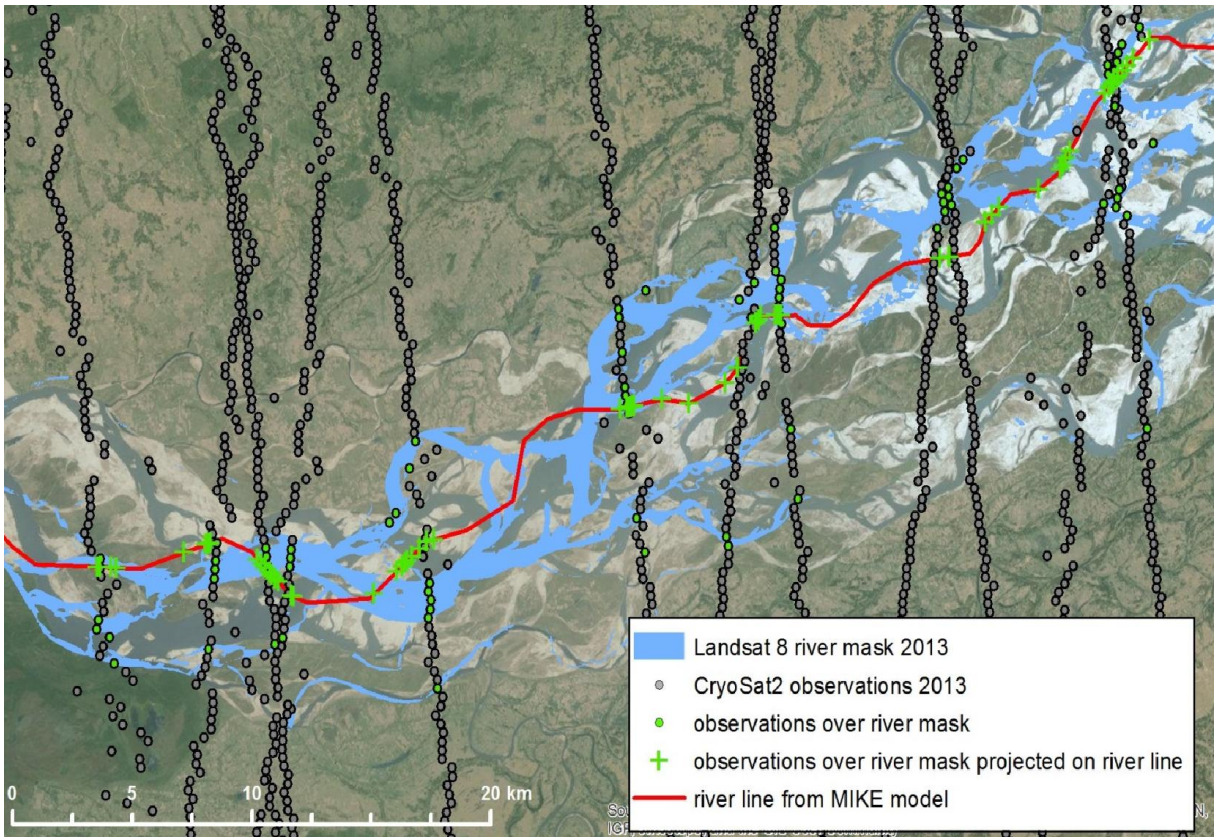 Landsat 8 river mask 2013
CryoSat2 observations 2013
observations over river mask
observations over river mask projected on river line
river line from MIKE model
0 5 10 20 km